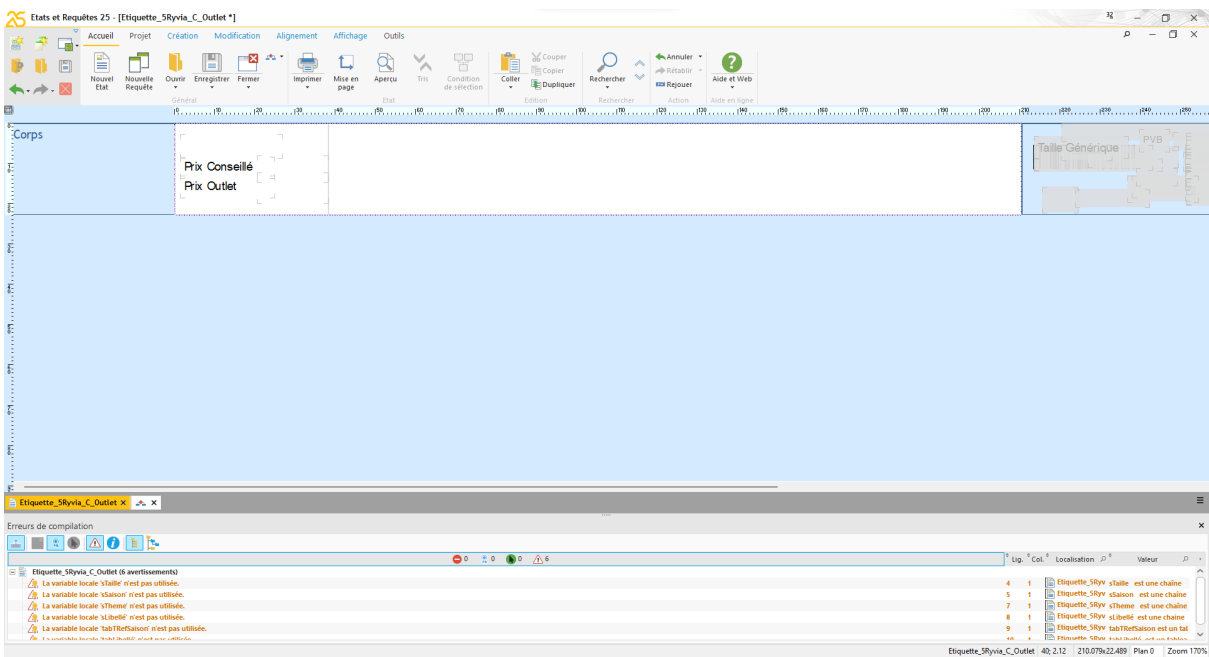 Etats et Requêtes 25 - [Etiquette_5Ryvia_C_Outlet *]
Accueil Projet Création Modification Alignement Affichage Outils
Nouvel Etat
Nouvelle Requête
Ouvrir
Enregistrer
Fermer
Imprimer
Mise en page
Aperçu
Tris
Condition de sélection
Coller
Couper
Copier
Dupliquer
Rechercher
Annuler
Rétablir
Rejouer
Aide et Web
Général Etat Edition Rechercher Action Aide en ligne
Corps
Prix Conseillé
Prix Outlet
Taille Générique
PVB
Etiquette_5Ryvia_C_Outlet
Erreurs de compilation
0 0 0 6 Lig. Col. Localisation Valeur
Etiquette_5Ryvia_C_Outlet (6 avertissements)
La variable locale 'sTaille' n'est pas utilisée. 4 1 Etiquette_5Ryv sTaille est une chaîne
La variable locale 'sSaison' n'est pas utilisée. 5 1 Etiquette_5Ryv sSaison est une chaîne
La variable locale 'sTheme' n'est pas utilisée. 7 1 Etiquette_5Ryv sTheme est une chaîne
La variable locale 'sLibellé' n'est pas utilisée. 8 1 Etiquette_5Ryv sLibellé est une chaîne
La variable locale 'tabTRefSaison' n'est pas utilisée. 9 1 Etiquette_5Ryv tabTRefSaison est un tal
Etiquette_5Ryvia_C_Outlet 40; 2.12 210.079x22.489 Plan 0 Zoom 170%